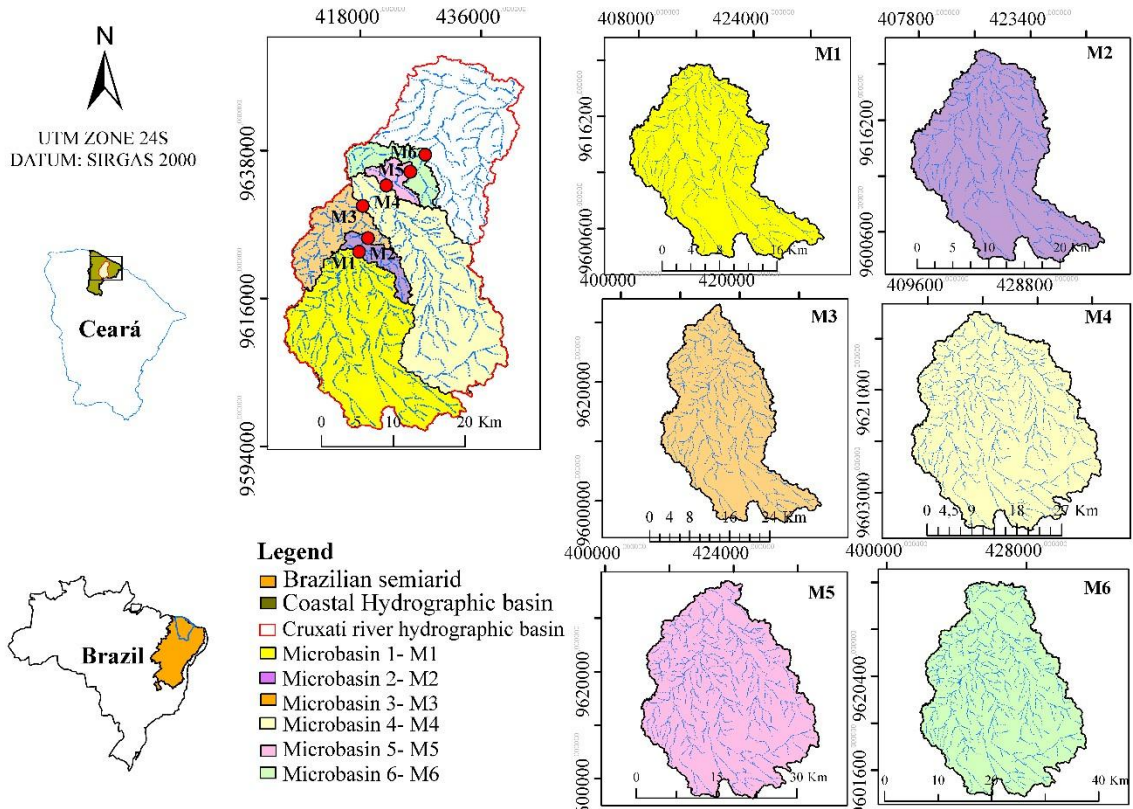 N
UTM ZONE 24S
DATUM: SIRGAS 2000
Ceará
Brazil
418000 436000
9638000
9616000
9594000
M6
M5
M4
M3
M2
M1
0 5 10 20 Km
Legend
Brazilian semiarid
Coastal Hydrographic basin
Cruxati river hydrographic basin
Microbasin 1- M1
Microbasin 2- M2
Microbasin 3- M3
Microbasin 4- M4
Microbasin 5- M5
Microbasin 6- M6
408000 424000
M1
9616200
9600600
0 4 8 16 Km
407800 423400
M2
9616200
9600600
0 5 10 20 Km
400000 420000
M3
9620000
9600000
0 4 8 16 24 Km
409600 428800
M4
9621000
9603000
0 4,5 9 18 27 Km
400000 424000
M5
9620000
0 15 30 Km
400000 428000
M6
9620400
9601600
0 10 20 40 Km